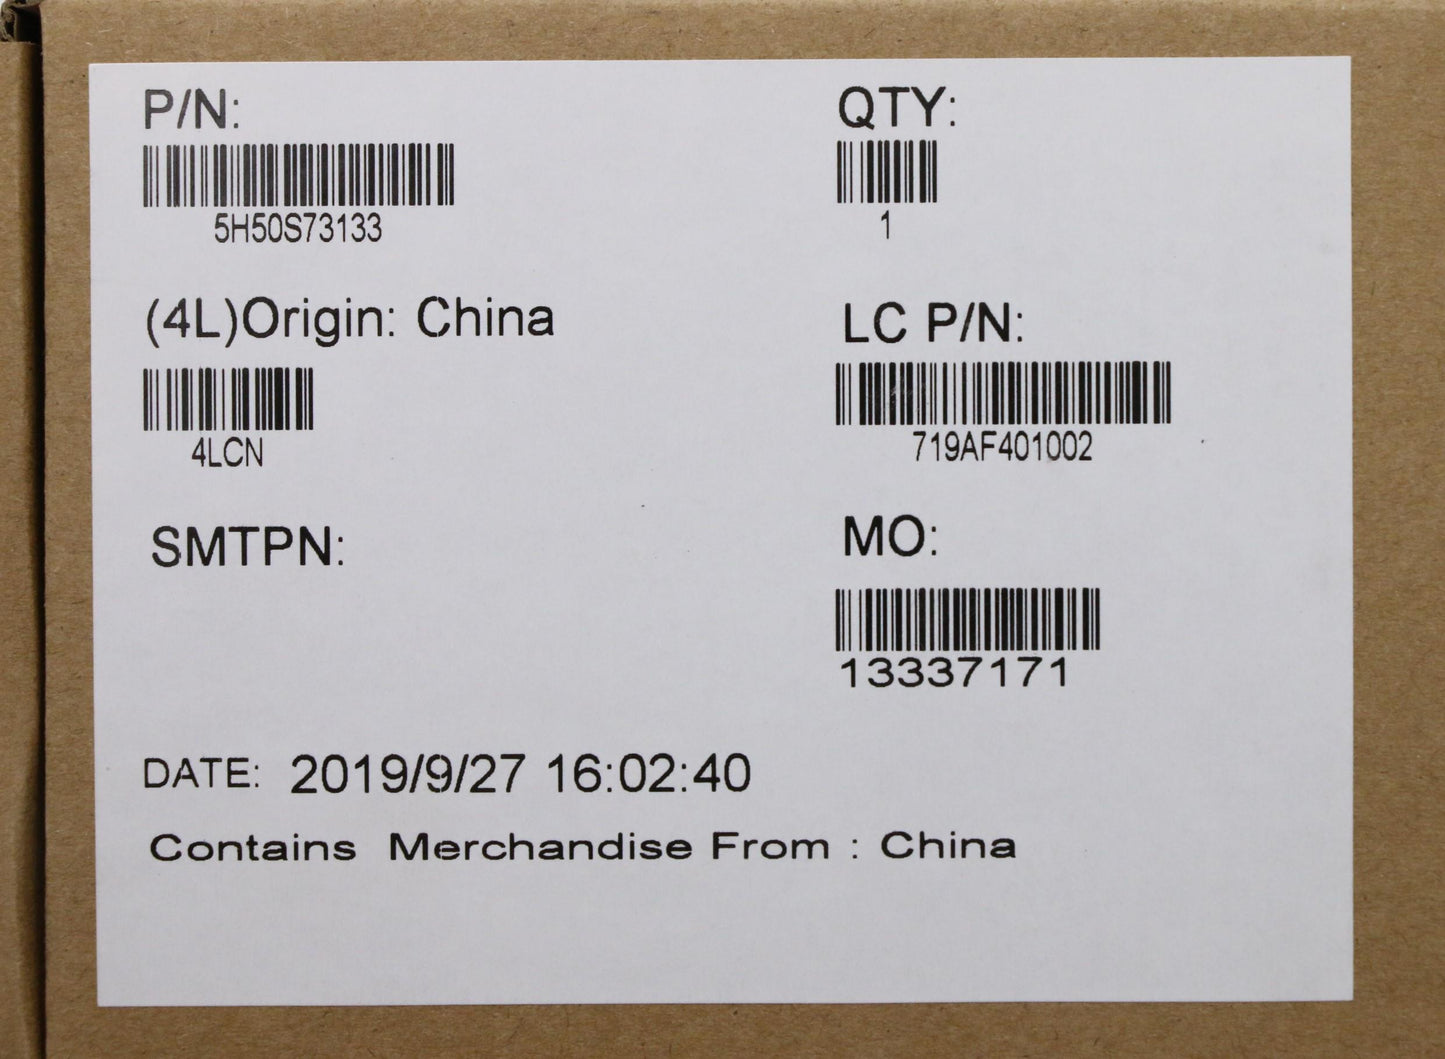 P/N:
5H50S73133
QTY:
1
(4L)Origin: China
4LCN
LC P/N:
719AF401002
SMTPN:
MO:
13337171
DATE: 2019/9/27 16:02:40
Contains Merchandise From : China